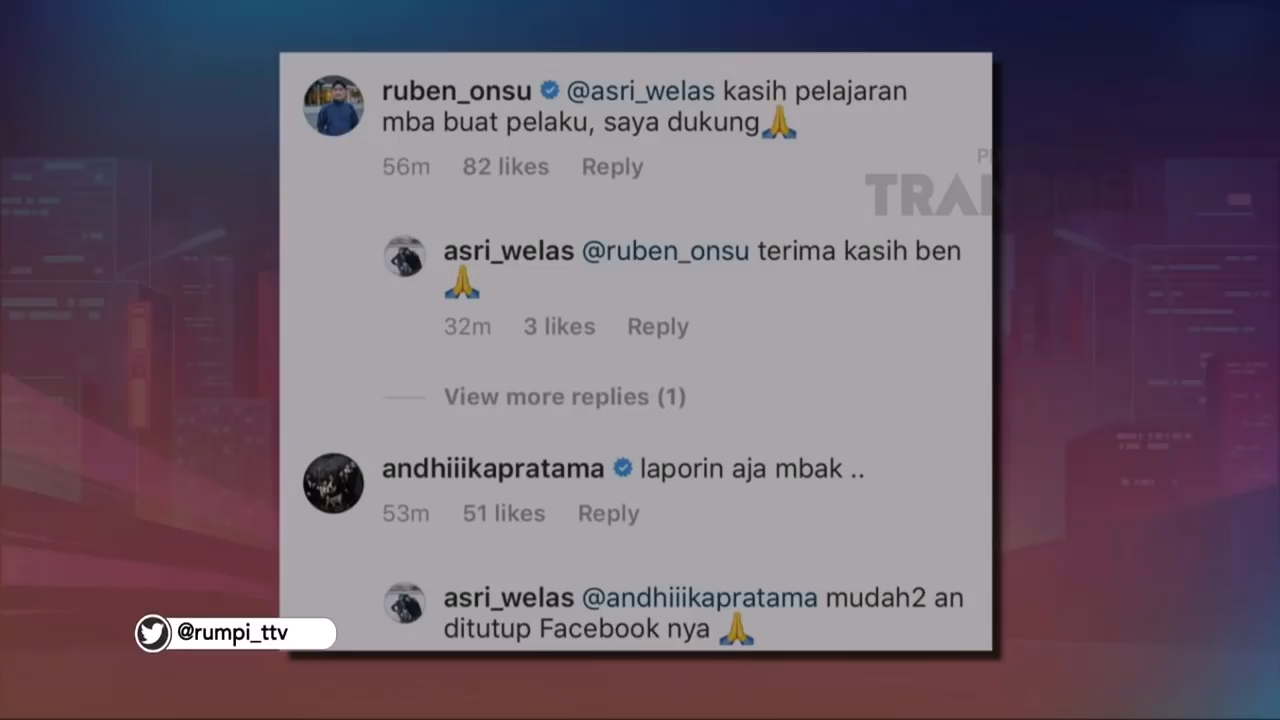 ruben_onsu @asri_welas kasih pelajaran
mba buat pelaku, saya dukung🙏
56m 82 likes Reply
TRAN
asri_welas @ruben_onsu terima kasih ben
🙏
32m 3 likes Reply
View more replies (1)
andhiiikapratama laporin aja mbak ..
53m 51 likes Reply
asri_welas @andhiiikapratama mudah2 an
ditutup Facebook nya 🙏
@rumpi_ttv